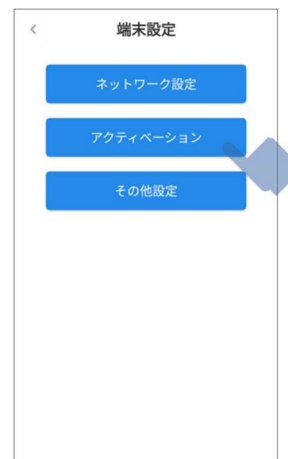 端末設定
ネットワーク設定
アクティベーション
その他設定